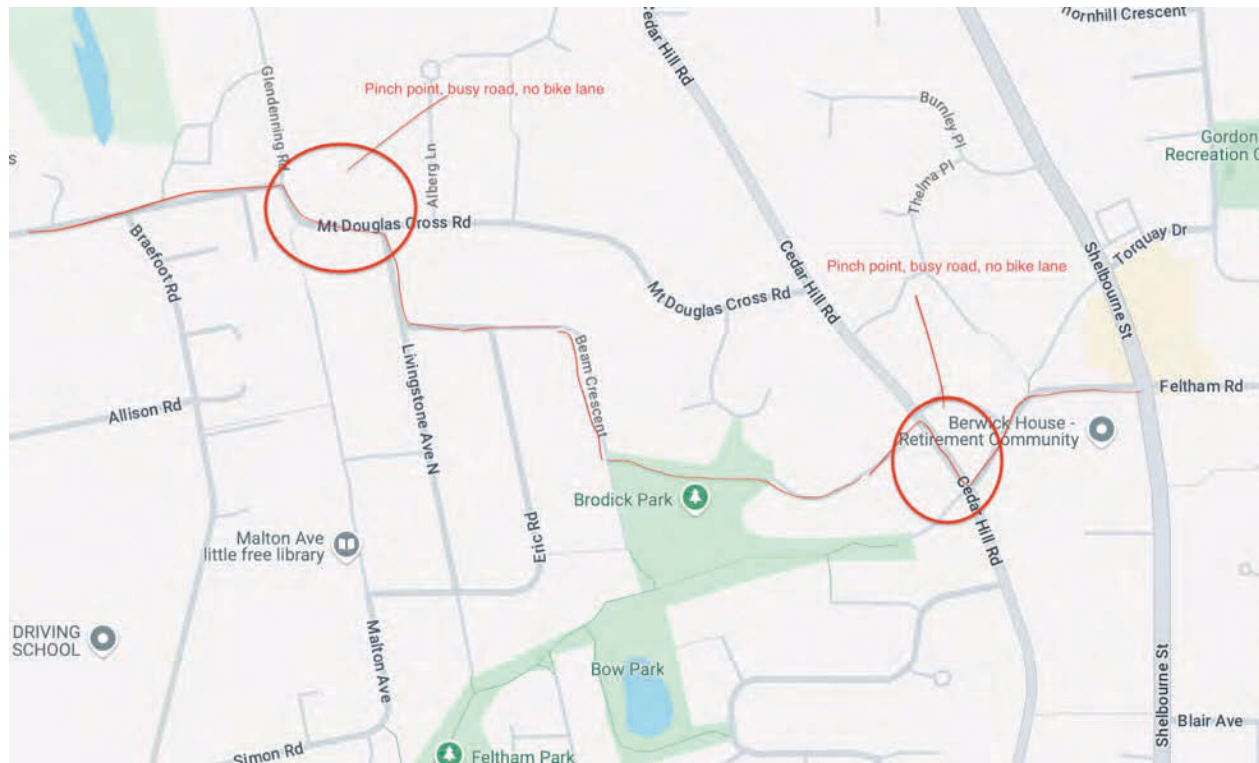 Cedar Hill Rd
Thornhill Crescent
Glendenning Rd
Pinch point, busy road, no bike lane
Alberg Ln
Burnley Pl
Gordon
Recreation C
s
Thelma Pl
Mt Douglas Cross Rd
Braefoot Rd
Cedar Hill Rd
Shelbourne St
Torquay Dr
Pinch point, busy road, no bike lane
Mt Douglas Cross Rd
Beam Crescent
Livingstone Ave N
Feltham Rd
Allison Rd
Berwick House -
Retirement Community
Brodick Park
Cedar Hill Rd
Eric Rd
Malton Ave
little free library
DRIVING
SCHOOL
Malton Ave
Bow Park
Shelbourne St
Blair Ave
Simon Rd
Feltham Park